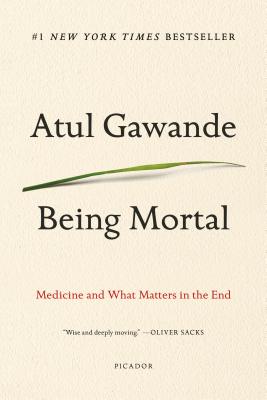 #1 NEW YORK TIMES BESTSELLER
Atul Gawande
Being Mortal
Medicine and What Matters in the End
"Wise and deeply moving." —OLIVER SACKS
PICADOR